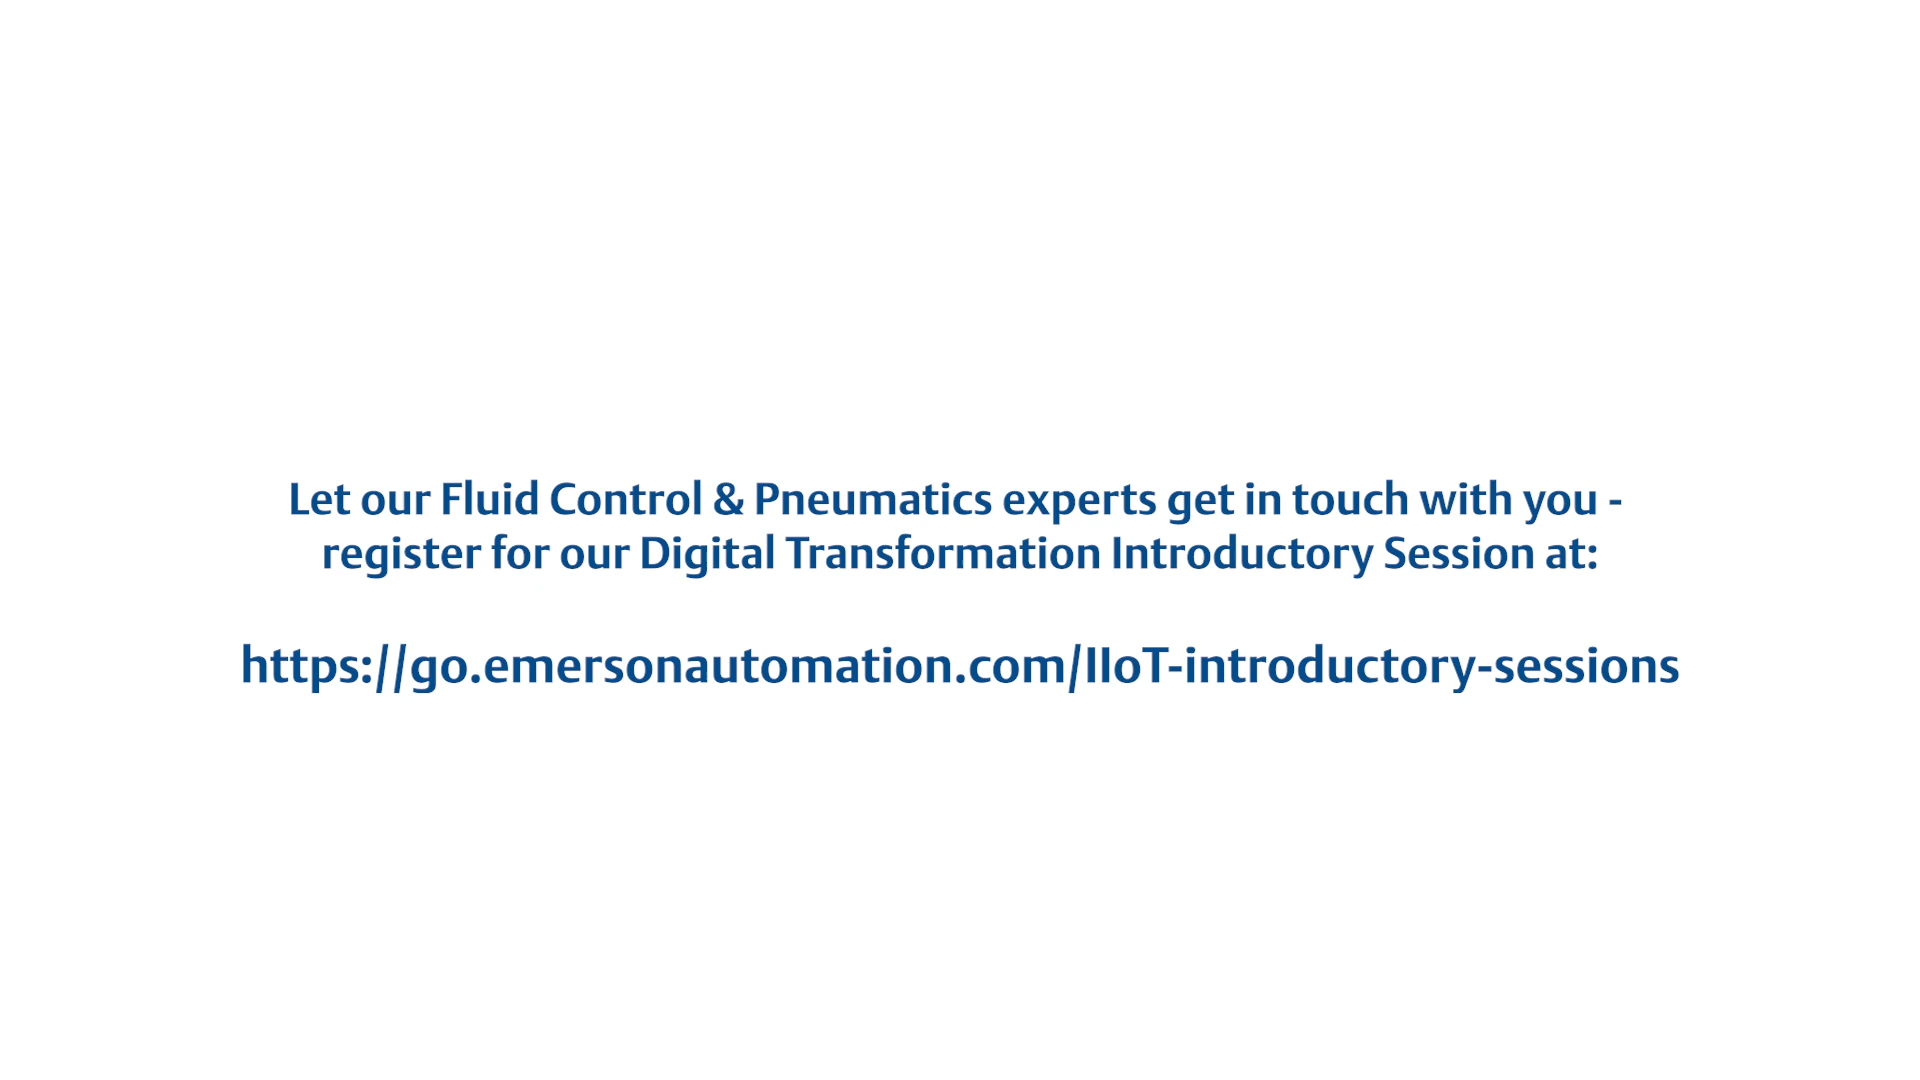 Let our Fluid Control & Pneumatics experts get in touch with you -
register for our Digital Transformation Introductory Session at:
https://go.emersonautomation.com/IIoT-introductory-sessions